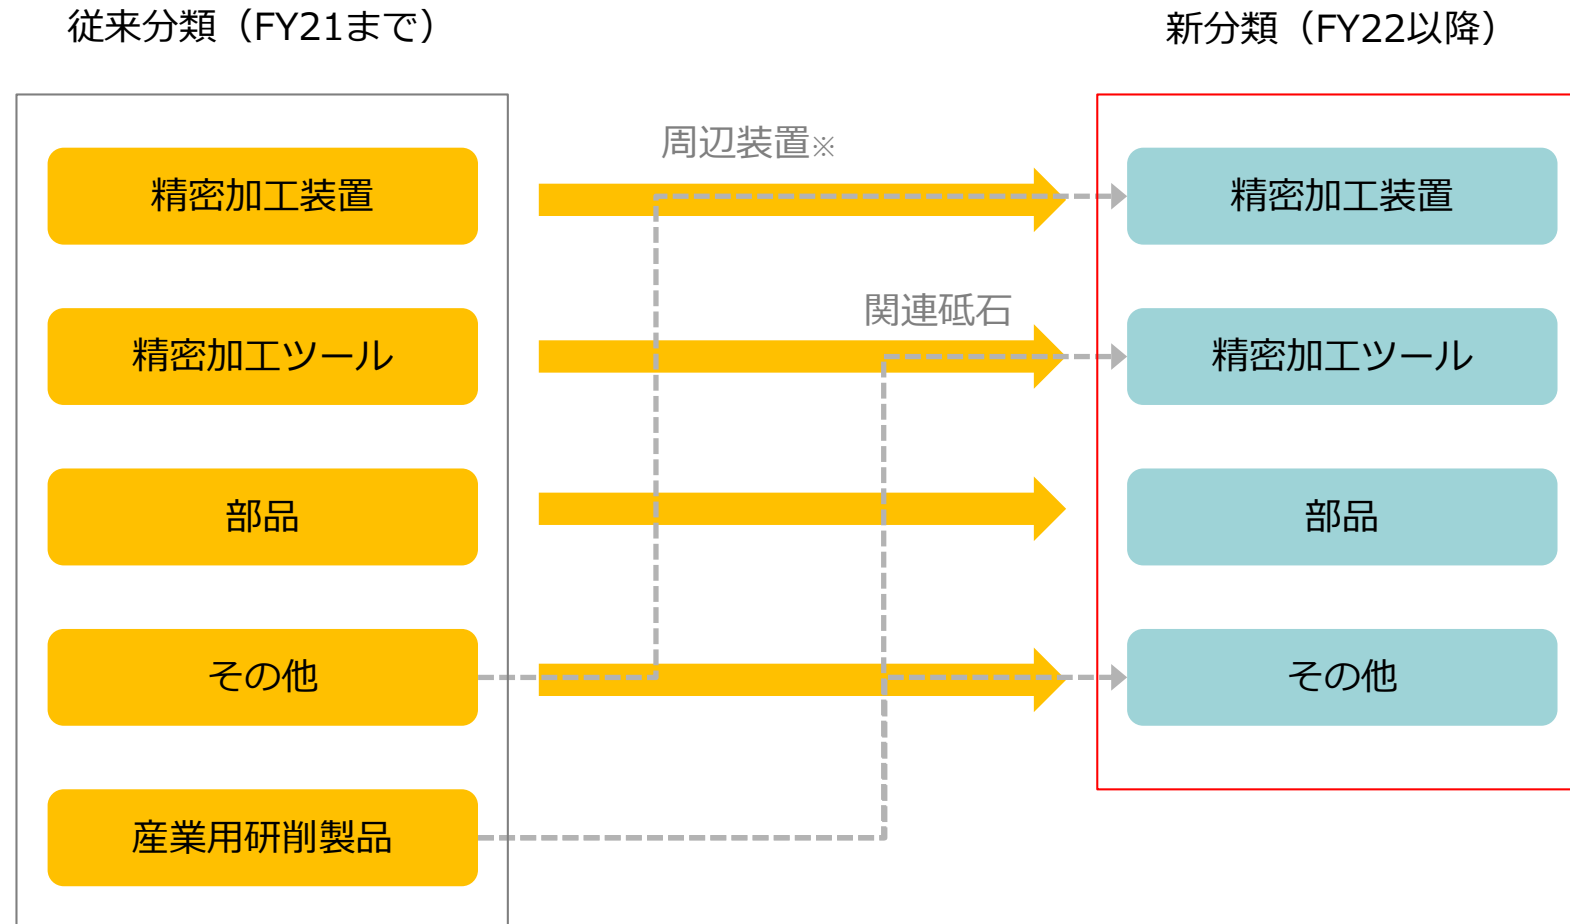 従来分類（FY21まで）
新分類（FY22以降）
周辺装置※
精密加工装置
精密加工装置
関連砥石
精密加工ツール
精密加工ツール
部品
部品
その他
その他
産業用研削製品